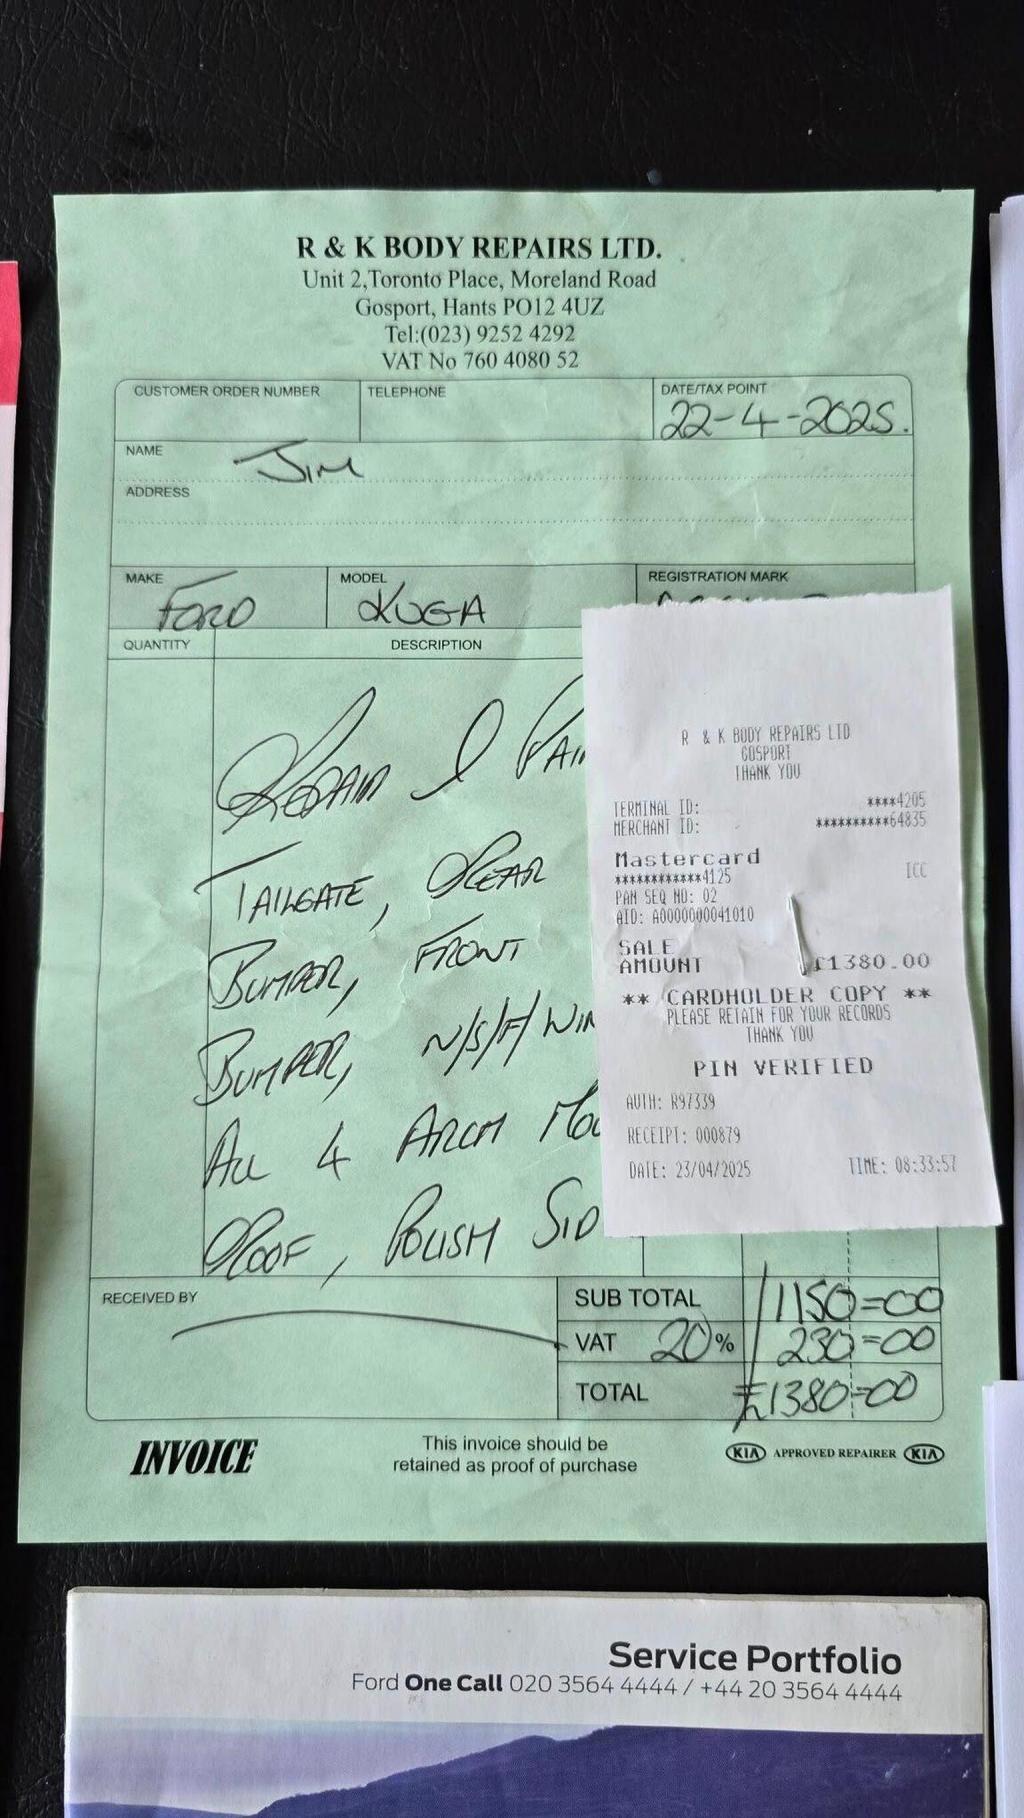 R & K BODY REPAIRS LTD.
Unit 2,Toronto Place, Moreland Road
Gosport, Hants PO12 4UZ
Tel:(023) 9252 4292
VAT No 760 4080 52
CUSTOMER ORDER NUMBER
TELEPHONE
DATE/TAX POINT
22-4-2025.
NAME JIM
ADDRESS
MAKE FORD
MODEL KUGA
REGISTRATION MARK
QUANTITY
DESCRIPTION
REPAIR & PAIN
TAILGATE, REAR
BUMPER, FRONT
BUMPER, N/S/F/ WIN
ALL 4 ARCH MOU
ROOF, POLISH SID
R & K BODY REPAIRS LTD
GOSPORT
THANK YOU
TERMINAL ID: ****4205
MERCHANT ID: **********64835
Mastercard
************4125 ICC
PAN SEQ NO: 02
AID: A0000000041010
SALE
AMOUNT £1380.00
** CARDHOLDER COPY **
PLEASE RETAIN FOR YOUR RECORDS
THANK YOU
PIN VERIFIED
AUTH: R97339
RECEIPT: 000879
DATE: 23/04/2025 TIME: 08:33:57
RECEIVED BY
SUB TOTAL 1150=00
VAT 20% 230=00
TOTAL £1380=00
INVOICE
This invoice should be
retained as proof of purchase
KIA APPROVED REPAIRER KIA
Service Portfolio
Ford One Call 020 3564 4444 / +44 20 3564 4444